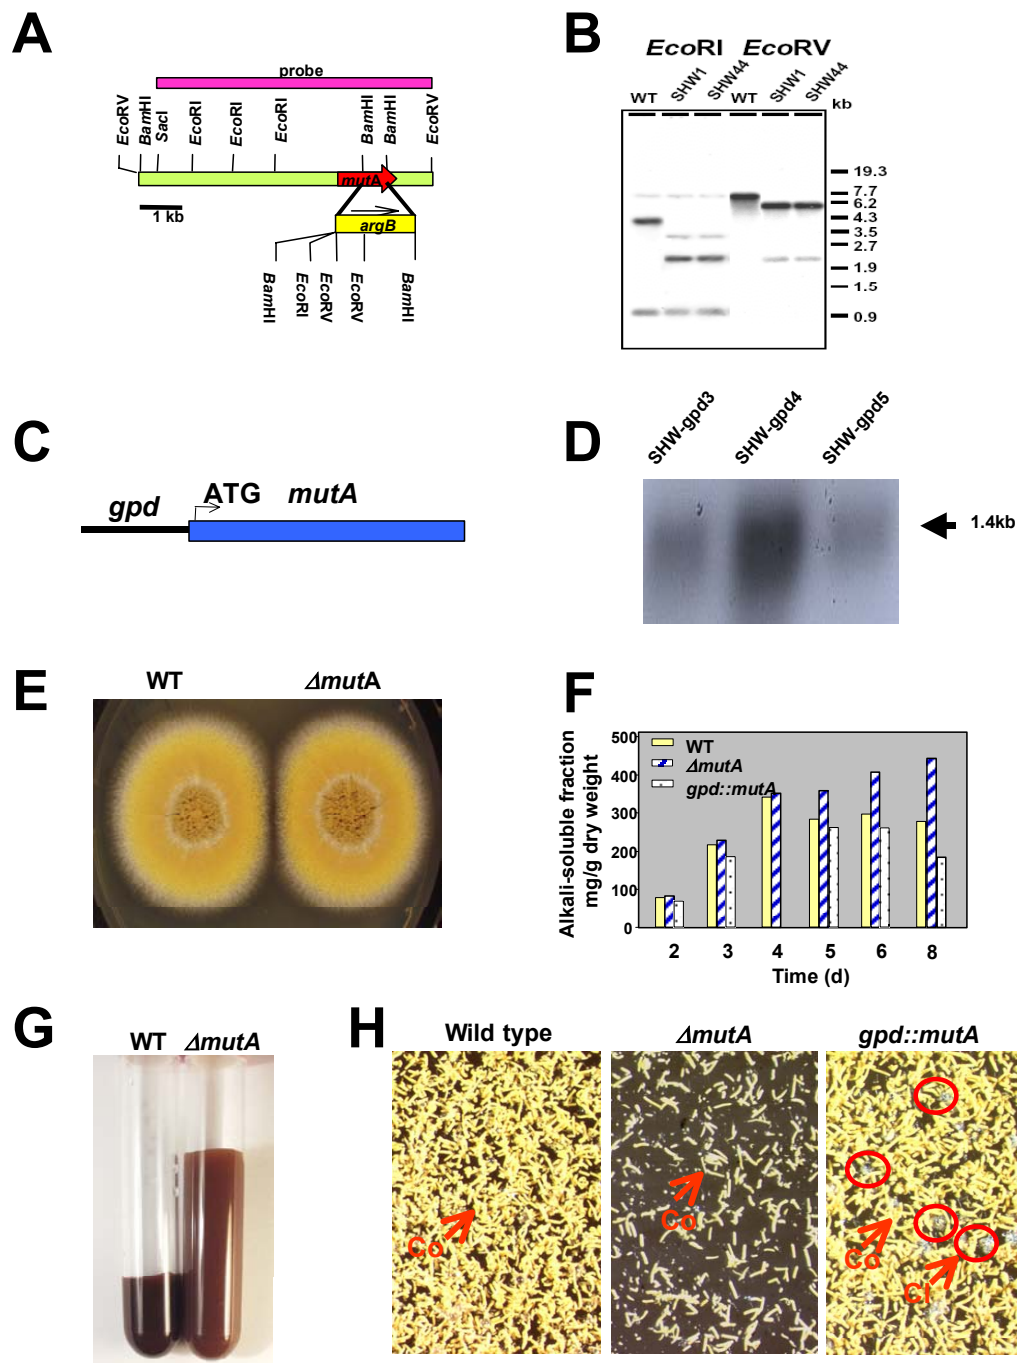 A
probe
EcoRV
BamHI
SacI
EcoRI
EcoRI
EcoRI
BamHI
BamHI
EcoRV
mutA
1 kb
argB
BamHI
EcoRI
EcoRV
EcoRV
BamHI
B
EcoRI EcoRV
WT SHW1 SHW44 WT SHW1 SHW44 kb
19.3
7.7
6.2
4.3
3.5
2.7
1.9
1.5
0.9
C
gpd ATG mutA
D
SHW-gpd3 SHW-gpd4 SHW-gpd5
1.4kb
E
WT ΔmutA
F
Alkali-soluble fraction
mg/g dry weight
500
400
300
200
100
0
WT
ΔmutA
gpd::mutA
2 3 4 5 6 8
Time (d)
G
WT ΔmutA
H
Wild type ΔmutA gpd::mutA
Co
Co
Co
Cl